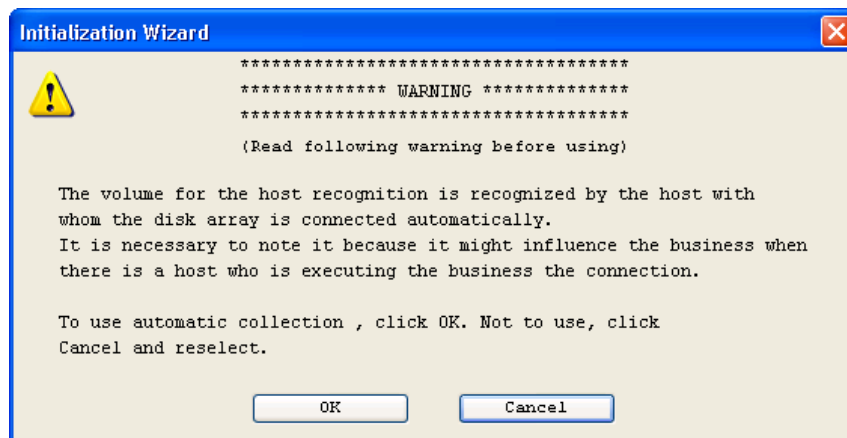 Initialization Wizard
*************************************
************** WARNING **************
*************************************
(Read following warning before using)
The volume for the host recognition is recognized by the host with
whom the disk array is connected automatically.
It is necessary to note it because it might influence the business when
there is a host who is executing the business the connection.
To use automatic collection , click OK. Not to use, click
Cancel and reselect.
OK
Cancel